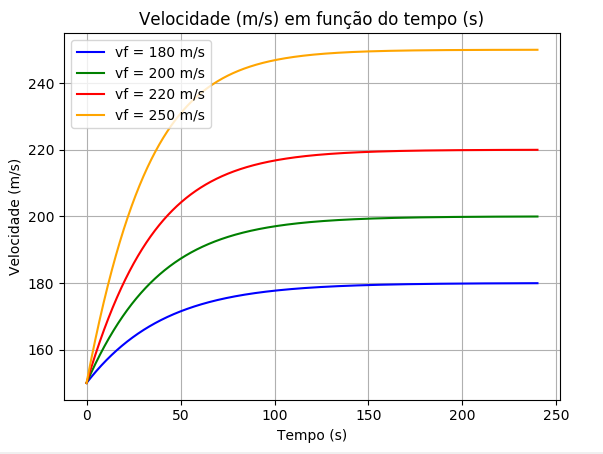 Velocidade (m/s) em função do tempo (s)
vf = 180 m/s
vf = 200 m/s
vf = 220 m/s
vf = 250 m/s
240
220
200
180
160
Velocidade (m/s)
0 50 100 150 200 250
Tempo (s)